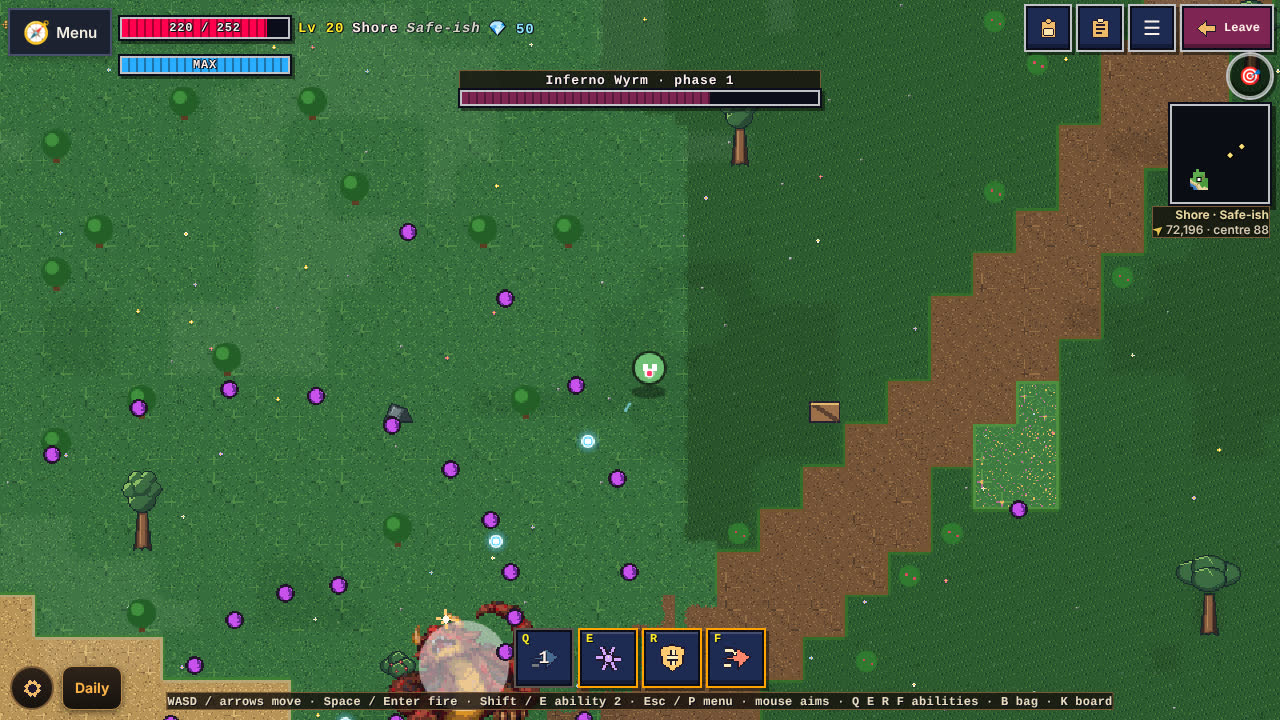 Menu
220 / 252
Lv 20 Shore Safe-ish 50
MAX
Leave
Inferno Wyrm · phase 1
Shore · Safe-ish
72,196 · centre 88
Q
1
E
R
F
Daily
WASD / arrows move · Space / Enter fire · Shift / E ability 2 · Esc / P menu · mouse aims · Q E R F abilities · B bag · K board